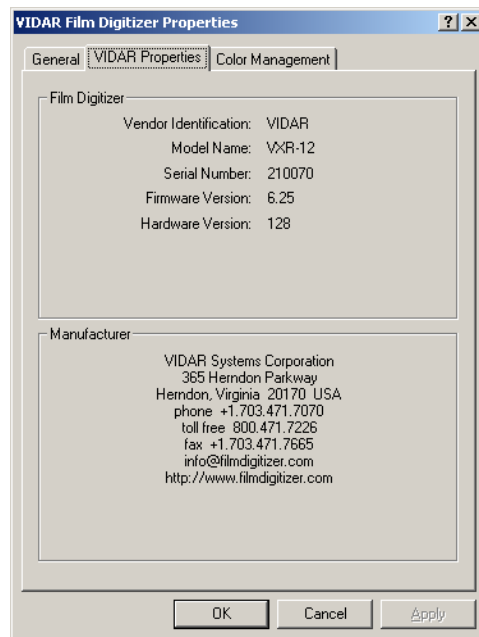 VIDAR Film Digitizer Properties
General VIDAR Properties Color Management
Film Digitizer
Vendor Identification: VIDAR
Model Name: VXR-12
Serial Number: 210070
Firmware Version: 6.25
Hardware Version: 128
Manufacturer
VIDAR Systems Corporation
365 Herndon Parkway
Herndon, Virginia 20170 USA
phone +1.703.471.7070
toll free 800.471.7226
fax +1.703.471.7665
info@filmdigitizer.com
http://www.filmdigitizer.com
OK Cancel Apply